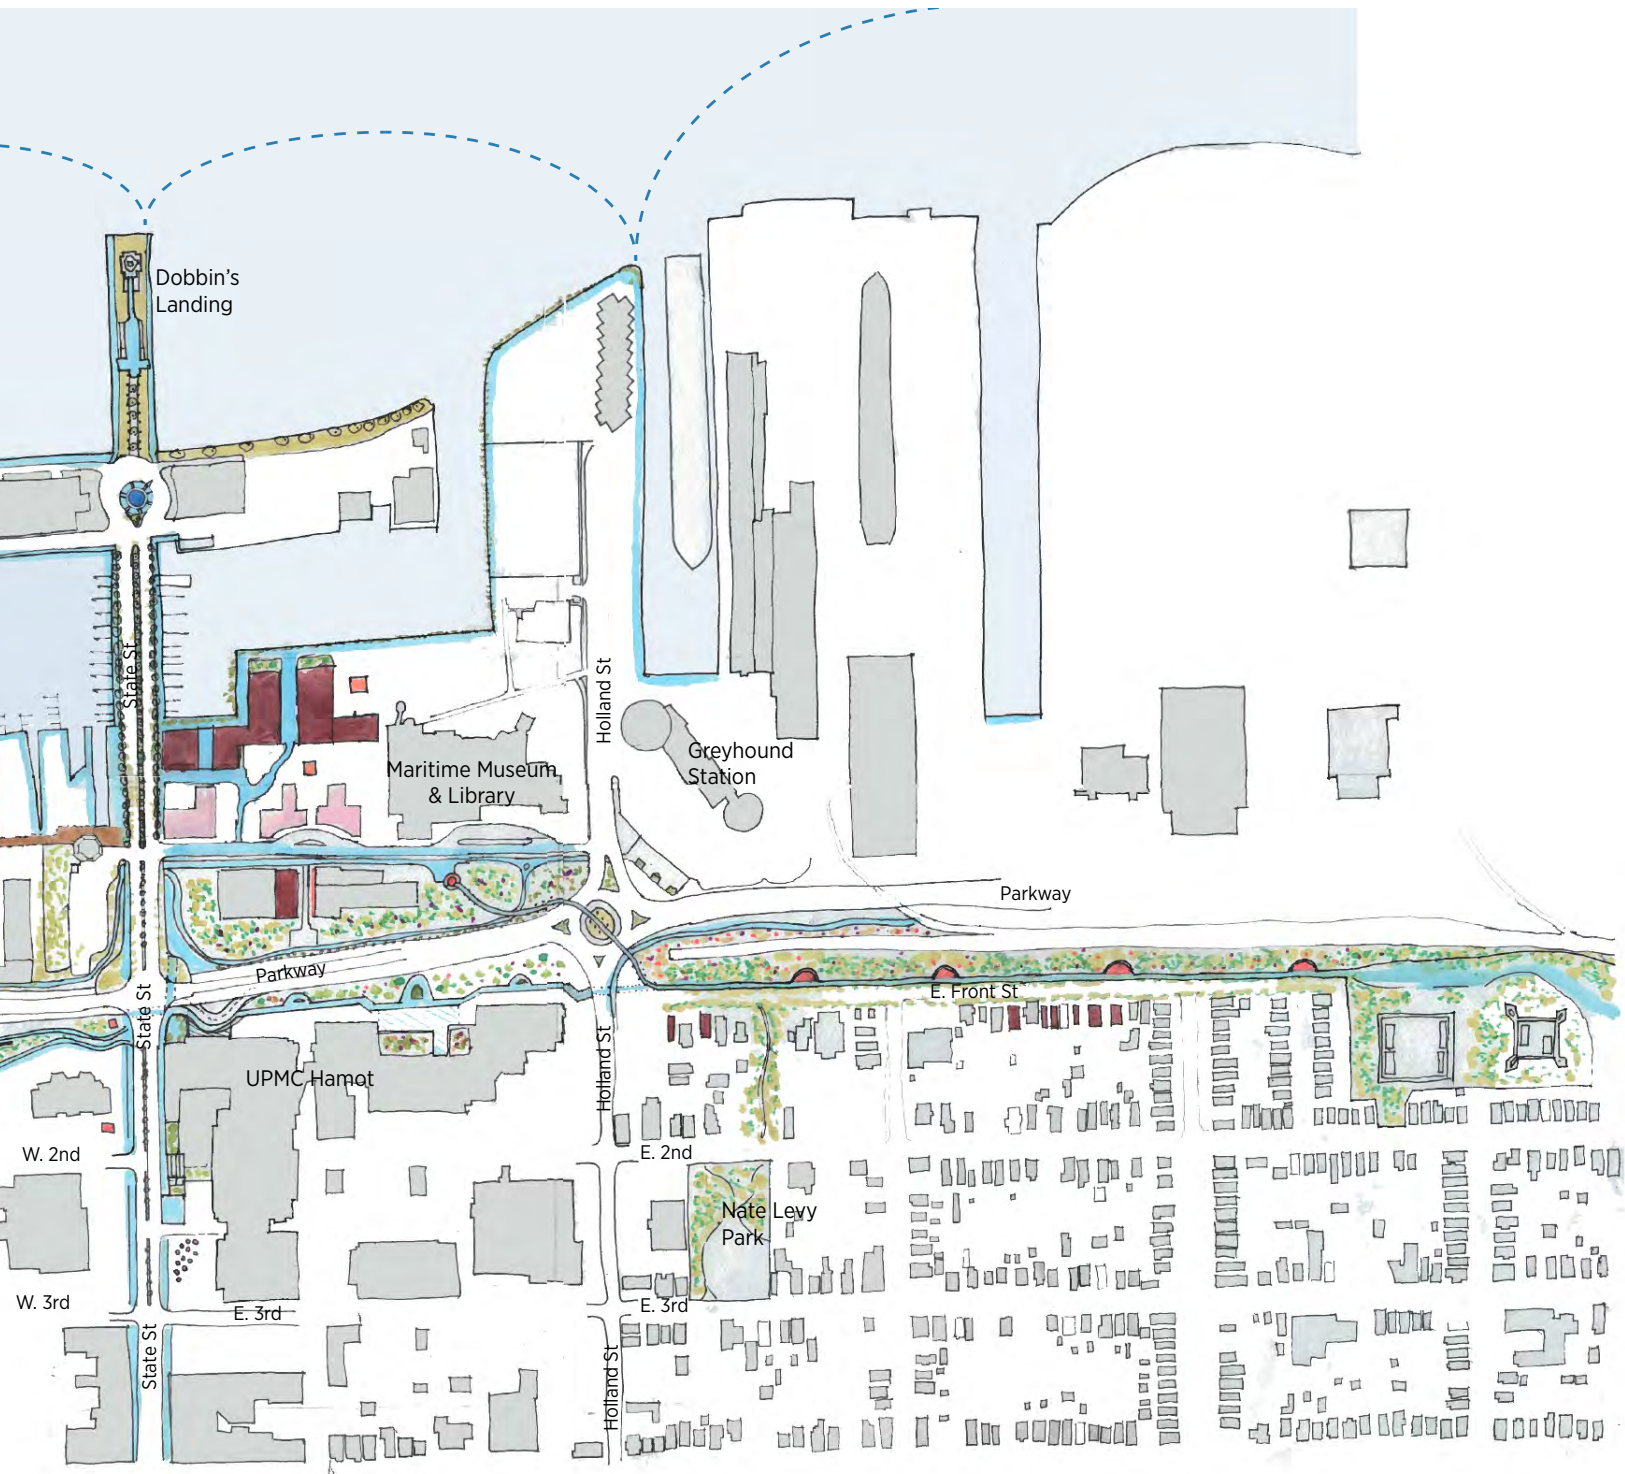 Dobbin's
Landing
State St
Holland St
Greyhound
Station
Maritime Museum
& Library
Parkway
Parkway
E. Front St
State St
Holland St
UPMC Hamot
W. 2nd
E. 2nd
Nate Levy
Park
W. 3rd
E. 3rd
E. 3rd
State St
Holland St